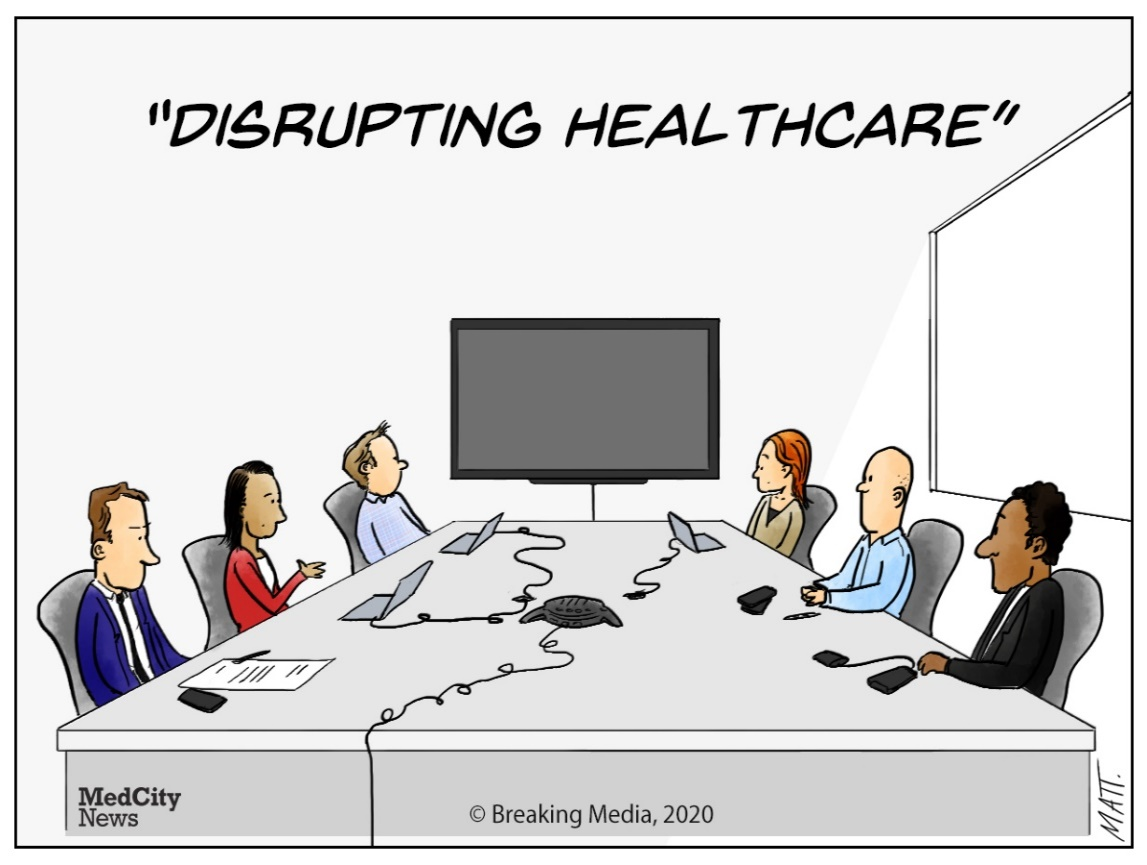 "DISRUPTING HEALTHCARE"
MedCity
News
© Breaking Media, 2020
MATT.